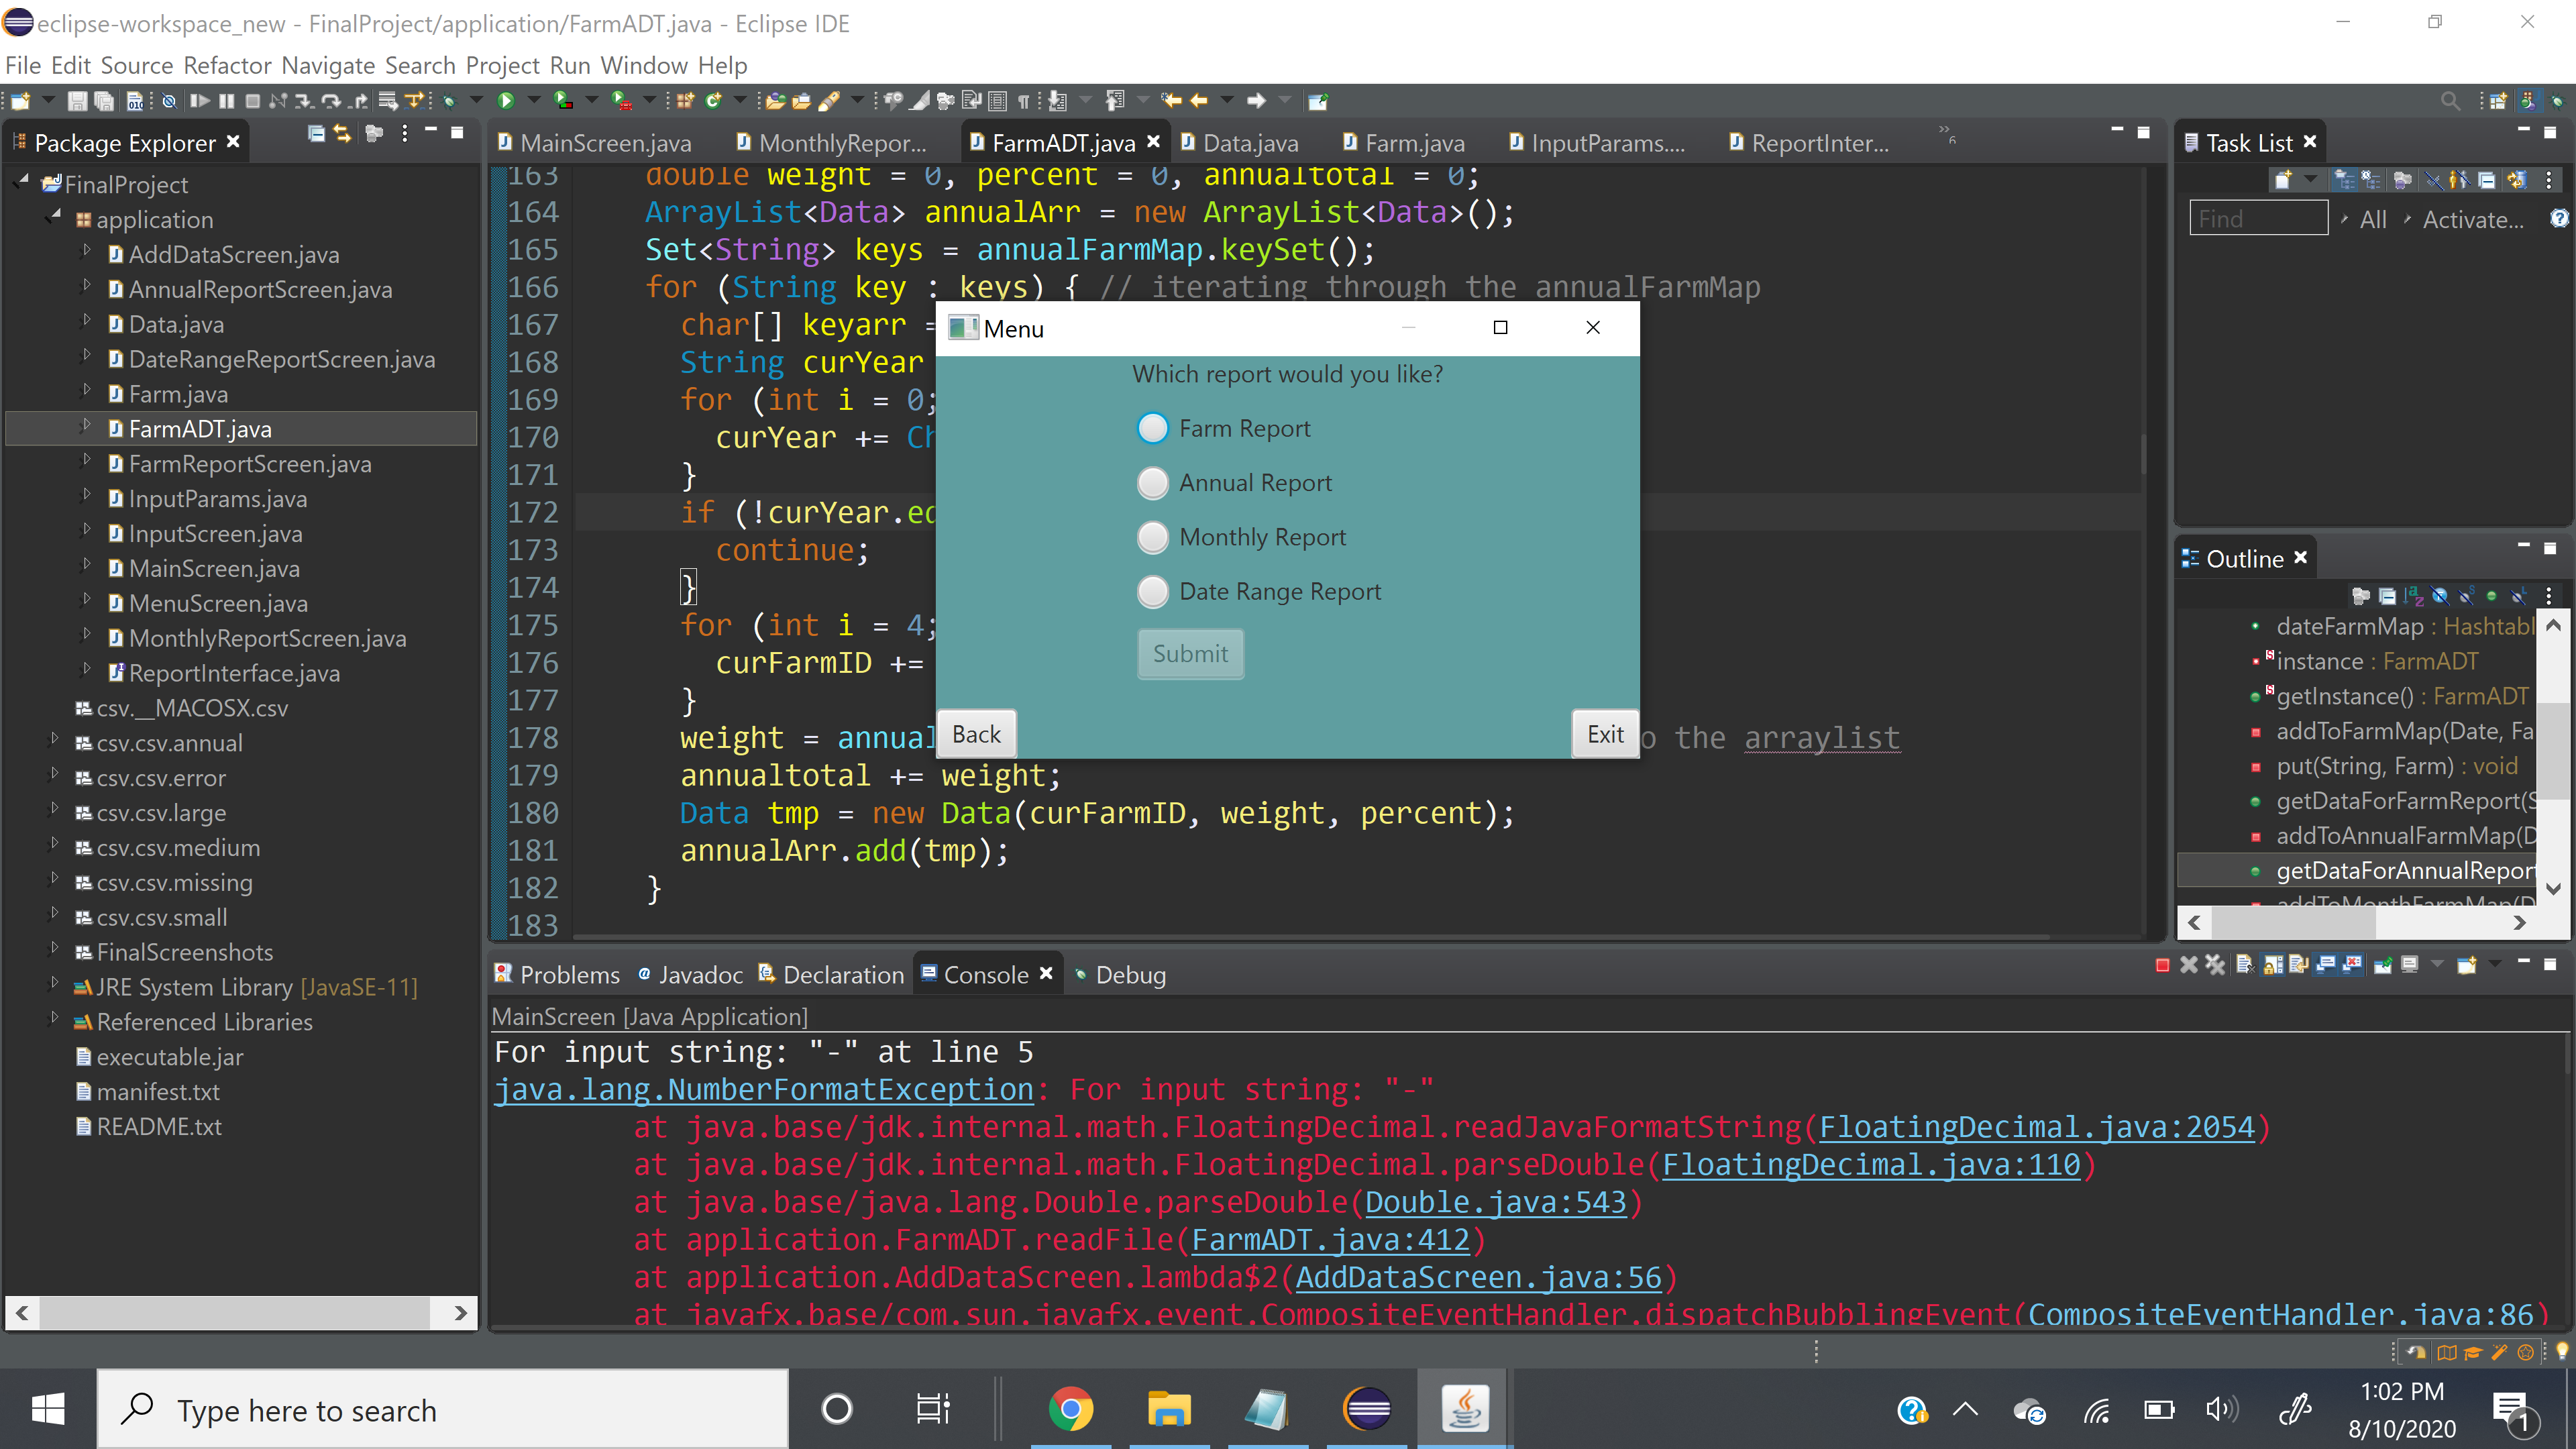 eclipse-workspace_new - FinalProject/application/FarmADT.java - Eclipse IDE
File Edit Source Refactor Navigate Search Project Run Window Help
Package Explorer
FinalProject
application
AddDataScreen.java
AnnualReportScreen.java
Data.java
DateRangeReportScreen.java
Farm.java
FarmADT.java
FarmReportScreen.java
InputParams.java
InputScreen.java
MainScreen.java
MenuScreen.java
MonthlyReportScreen.java
ReportInterface.java
csv.__MACOSX.csv
csv.csv.annual
csv.csv.error
csv.csv.large
csv.csv.medium
csv.csv.missing
csv.csv.small
FinalScreenshots
JRE System Library [JavaSE-11]
Referenced Libraries
executable.jar
manifest.txt
README.txt
MainScreen.java MonthlyRepor... FarmADT.java Data.java Farm.java InputParams.... ReportInter... »6
163 double weight = 0, percent = 0, annualtotal = 0;
164 ArrayList<Data> annualArr = new ArrayList<Data>();
165 Set<String> keys = annualFarmMap.keySet();
166 for (String key : keys) { // iterating through the annualFarmMap
167 char[] keyarr =
168 String curYear
169 for (int i = 0;
170 curYear += Ch
171 }
172 if (!curYear.eq
173 continue;
174 }
175 for (int i = 4;
176 curFarmID +=
177 }
178 weight = annual o the arraylist
179 annualtotal += weight;
180 Data tmp = new Data(curFarmID, weight, percent);
181 annualArr.add(tmp);
182 }
183
Menu
Which report would you like?
Farm Report
Annual Report
Monthly Report
Date Range Report
Submit
Back Exit
Task List
Find All Activate...
Outline
dateFarmMap : Hashtabl
instance : FarmADT
getInstance() : FarmADT
addToFarmMap(Date, Fa
put(String, Farm) : void
getDataForFarmReport(S
addToAnnualFarmMap(D
getDataForAnnualReport
addToMonthFarmMap(D
Problems Javadoc Declaration Console Debug
MainScreen [Java Application]
For input string: "-" at line 5
java.lang.NumberFormatException: For input string: "-"
at java.base/jdk.internal.math.FloatingDecimal.readJavaFormatString(FloatingDecimal.java:2054)
at java.base/jdk.internal.math.FloatingDecimal.parseDouble(FloatingDecimal.java:110)
at java.base/java.lang.Double.parseDouble(Double.java:543)
at application.FarmADT.readFile(FarmADT.java:412)
at application.AddDataScreen.lambda$2(AddDataScreen.java:56)
at javafx.base/com.sun.javafx.event.CompositeEventHandler.dispatchBubblingEvent(CompositeEventHandler.java:86)
Type here to search
1:02 PM
8/10/2020
1